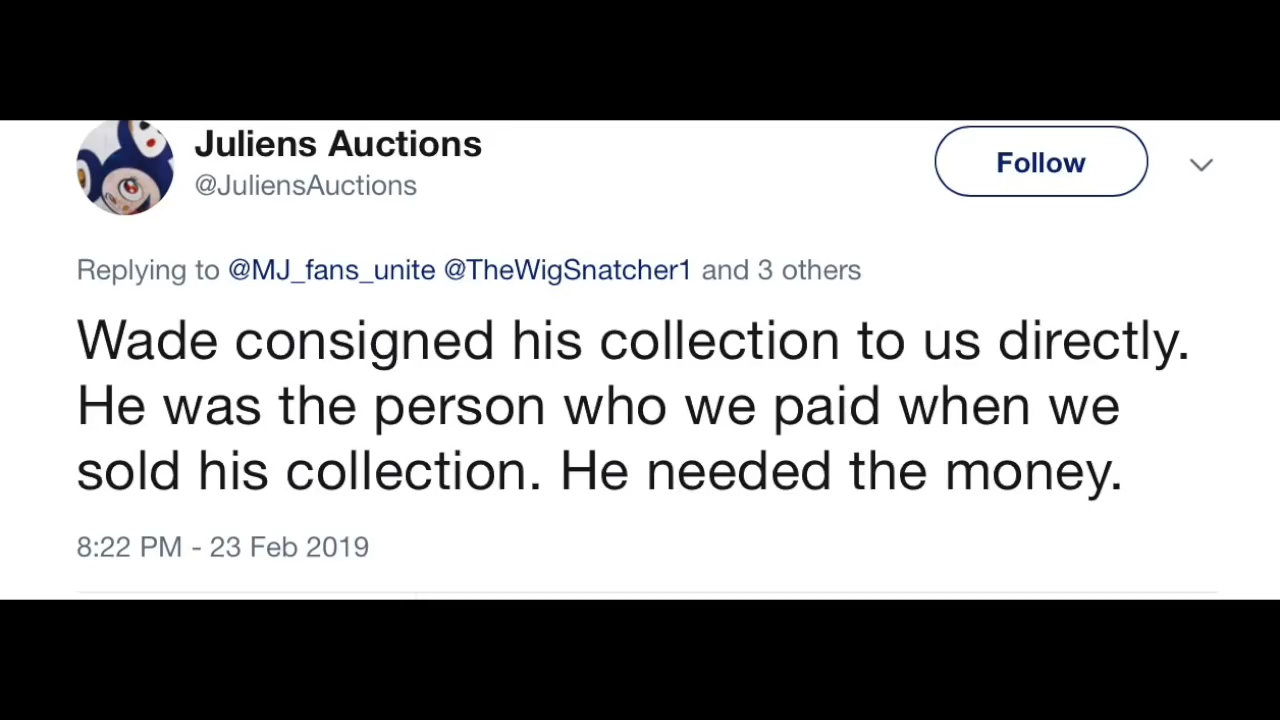 Juliens Auctions
@JuliensAuctions
Follow
Replying to @MJ_fans_unite @TheWigSnatcher1 and 3 others
Wade consigned his collection to us directly.
He was the person who we paid when we
sold his collection. He needed the money.
8:22 PM - 23 Feb 2019